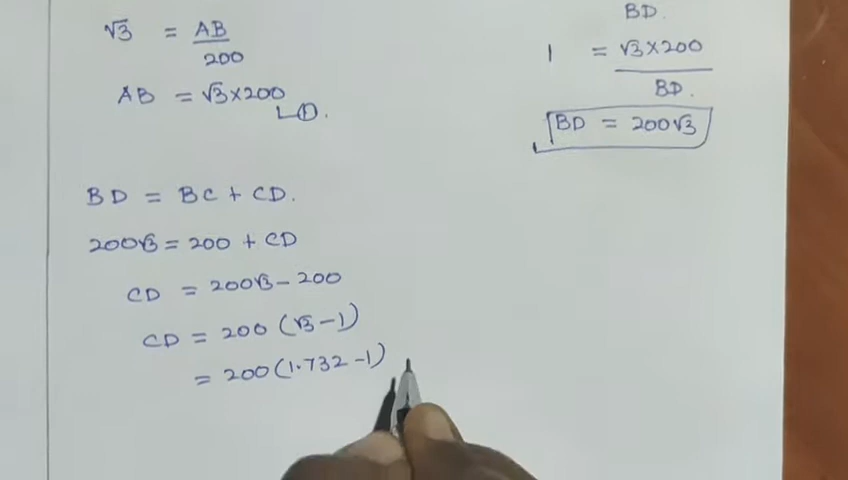 √3 = AB
200
AB = √3×200
①.
BD = BC + CD.
200√3 = 200 + CD
CD = 200√3 - 200
CD = 200 (√3 - 1)
= 200 (1.732 - 1)
BD.
1 = √3×200
BD.
BD = 200√3